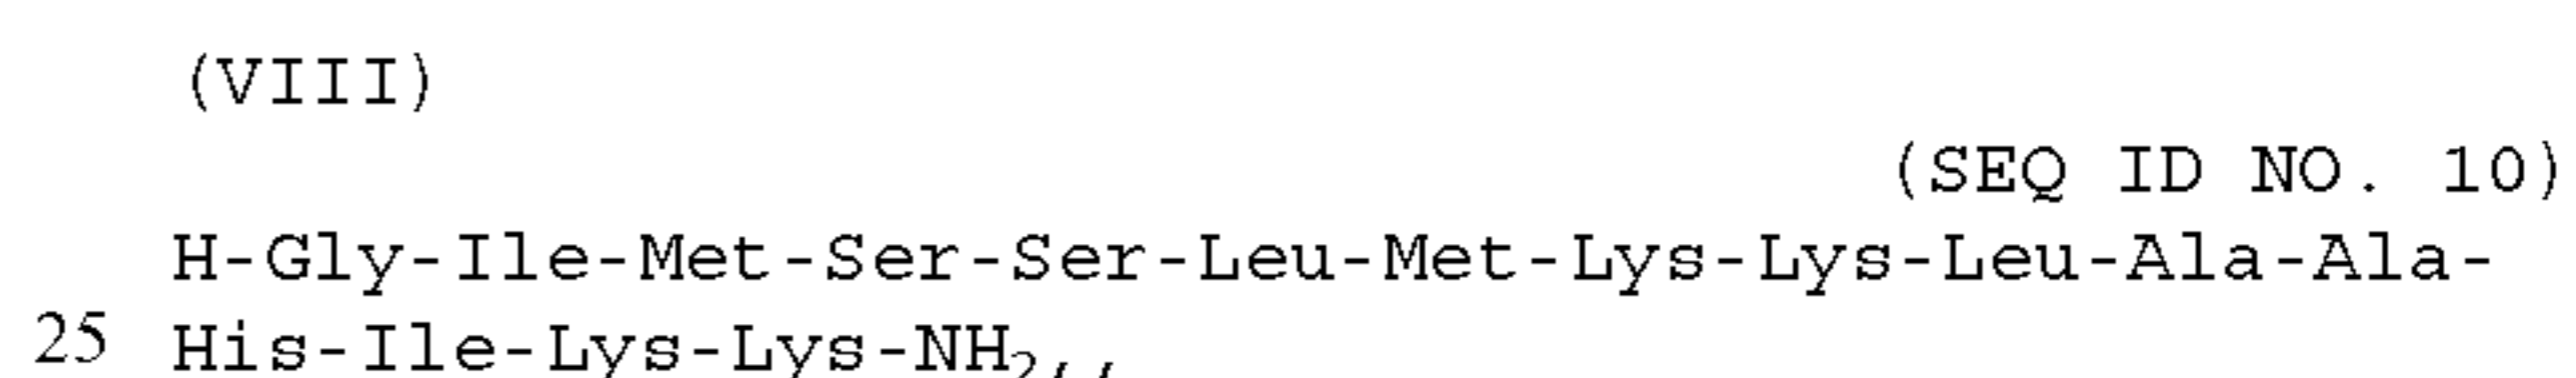 (VIII)
(SEQ ID NO. 10)
H-Gly-Ile-Met-Ser-Ser-Leu-Met-Lys-Lys-Leu-Ala-Ala-
25 His-Ile-Lys-Lys-NH₂,,